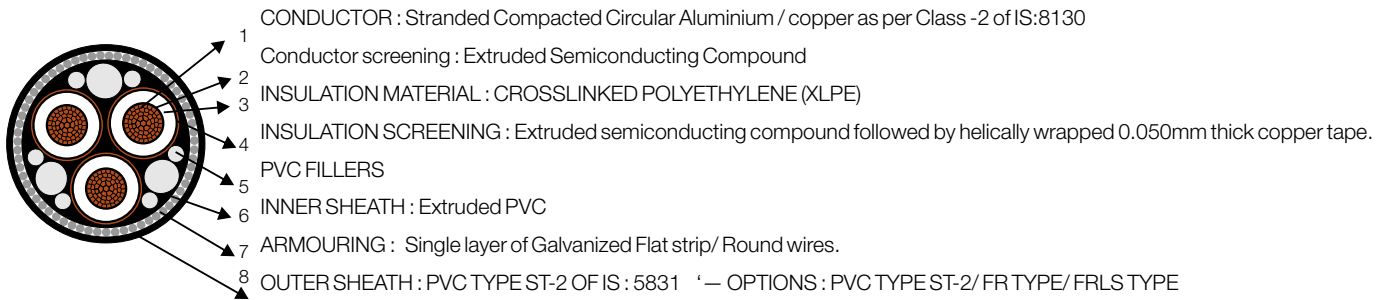 CONDUCTOR : Stranded Compacted Circular Aluminium / copper as per Class -2 of IS:8130
1
Conductor screening : Extruded Semiconducting Compound
2
INSULATION MATERIAL : CROSSLINKED POLYETHYLENE (XLPE)
3
INSULATION SCREENING : Extruded semiconducting compound followed by helically wrapped 0.050mm thick copper tape.
4
PVC FILLERS
5
INNER SHEATH : Extruded PVC
6
ARMOURING : Single layer of Galvanized Flat strip/ Round wires.
7
OUTER SHEATH : PVC TYPE ST-2 OF IS : 5831 ‘— OPTIONS : PVC TYPE ST-2/ FR TYPE/ FRLS TYPE
8